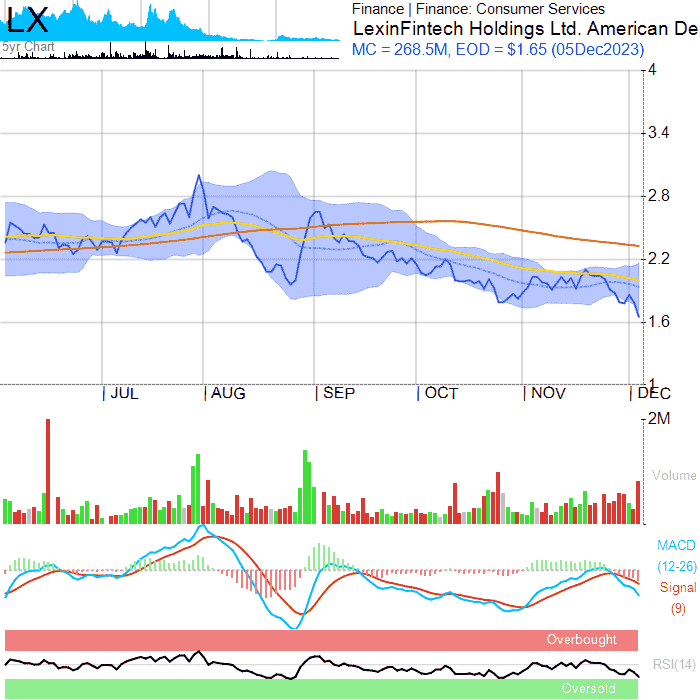 LX
5yr Chart
Finance | Finance: Consumer Services
LexinFintech Holdings Ltd. American De
MC = 268.5M, EOD = $1.65 (05Dec2023)
4
3.4
2.8
2.2
1.6
1
JUL
AUG
SEP
OCT
NOV
DEC
2M
Volume
MACD
(12-26)
Signal
(9)
Overbought
RSI(14)
Oversold